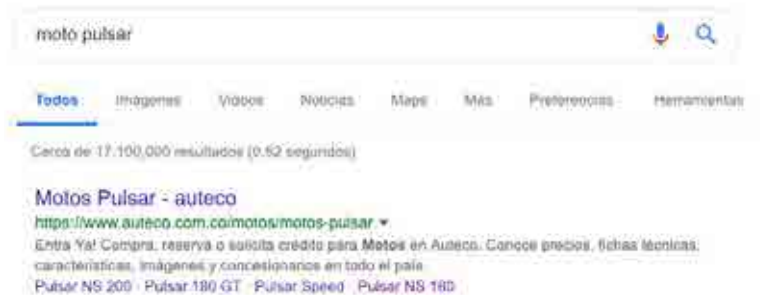 moto pulsar
Todos Imágenes Videos Noticias Maps Más Preferencias Herramientas
Cerca de 17.100,000 resultados (0.52 segundos)
Motos Pulsar - auteco
https://www.auteco.com.co/motos/motos-pulsar
Entra Ya! Compra, reserva o solicita crédito para Motos en Auteco. Conoce precios, fichas técnicas,
características, imágenes y concesionarios en todo el país
Pulsar NS 200 · Pulsar 180 GT · Pulsar Speed · Pulsar NS 160